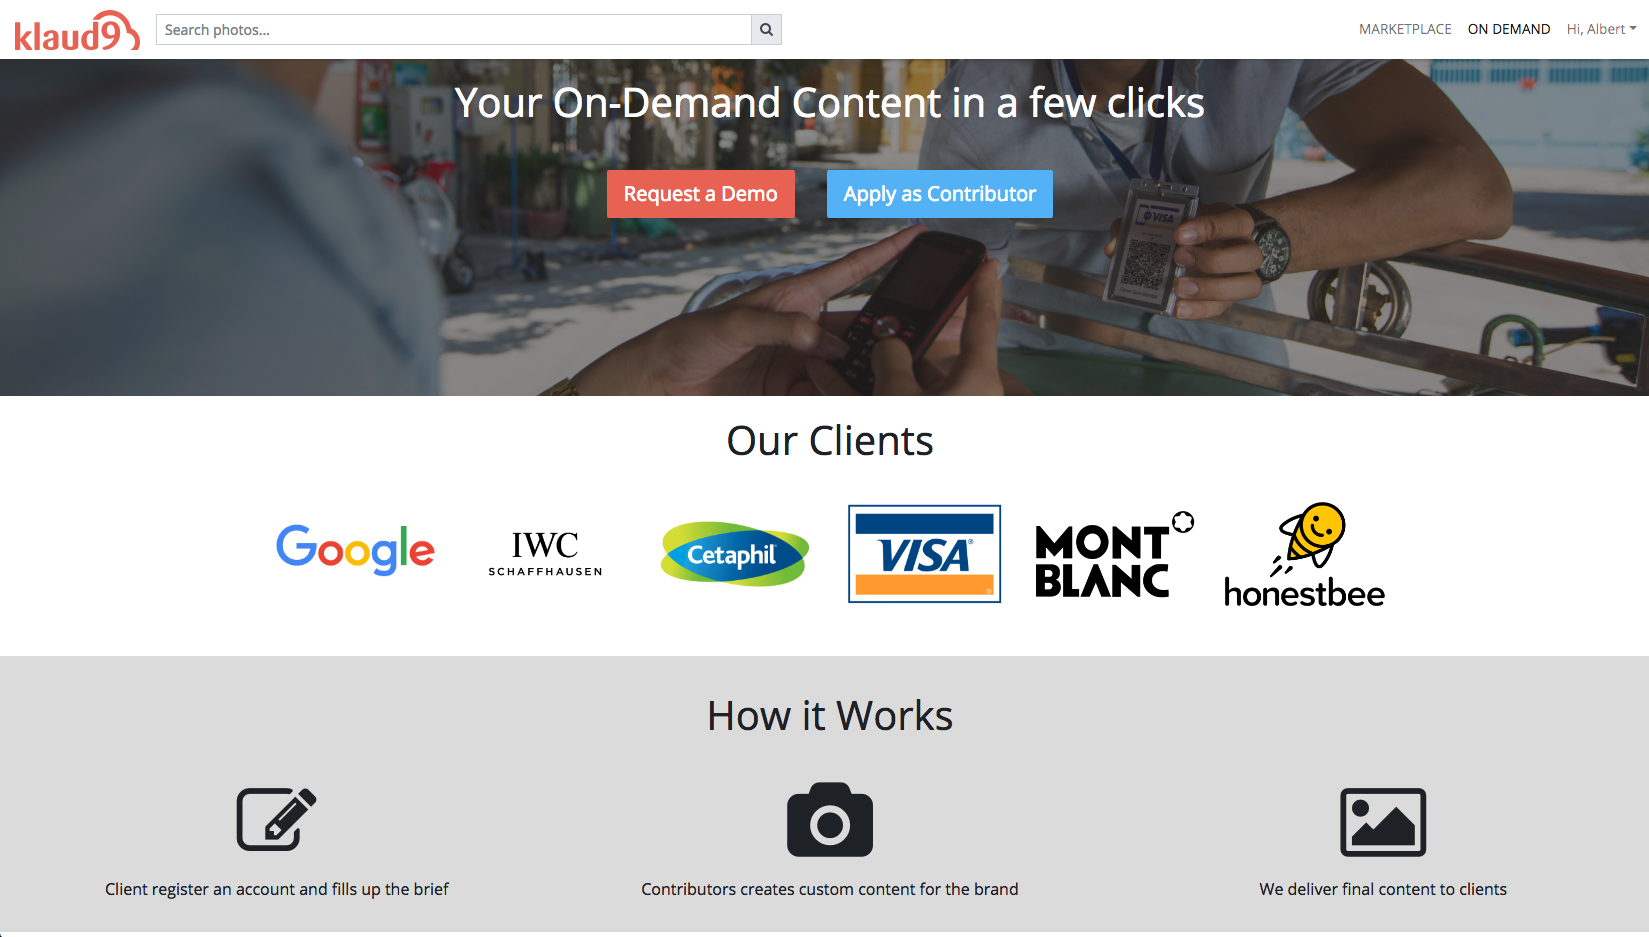 klaud9
Search photos...
MARKETPLACE
ON DEMAND
Hi, Albert
Your On-Demand Content in a few clicks
Request a Demo
Apply as Contributor
VISA
Our Clients
Google
IWC
SCHAFFHAUSEN
Cetaphil
VISA
MONT
BLANC
honestbee
How it Works
Client register an account and fills up the brief
Contributors creates custom content for the brand
We deliver final content to clients